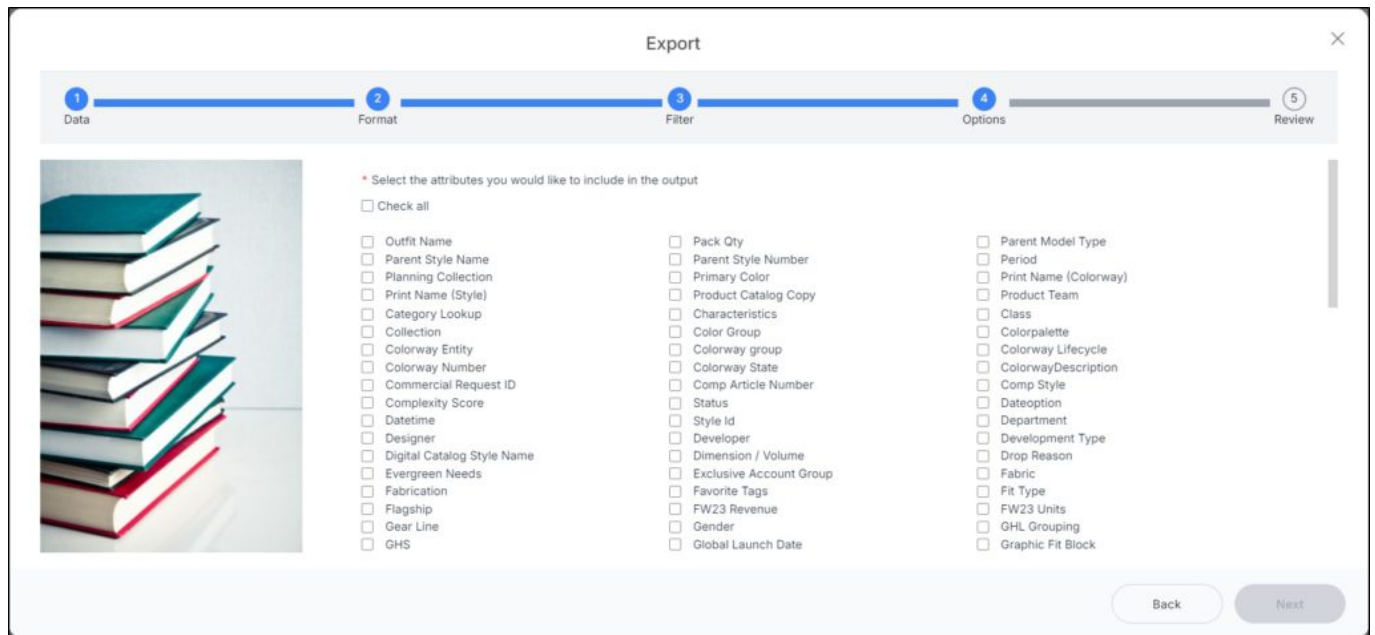 Export
1
2
3
4
5
Data
Format
Filter
Options
Review
* Select the attributes you would like to include in the output
Check all
Outfit Name Pack Qty Parent Model Type
Parent Style Name Parent Style Number Period
Planning Collection Primary Color Print Name (Colorway)
Print Name (Style) Product Catalog Copy Product Team
Category Lookup Characteristics Class
Collection Color Group Colorpalette
Colorway Entity Colorway group Colorway Lifecycle
Colorway Number Colorway State ColorwayDescription
Commercial Request ID Comp Article Number Comp Style
Complexity Score Status Dateoption
Datetime Style Id Department
Designer Developer Development Type
Digital Catalog Style Name Dimension / Volume Drop Reason
Evergreen Needs Exclusive Account Group Fabric
Fabrication Favorite Tags Fit Type
Flagship FW23 Revenue FW23 Units
Gear Line Gender GHL Grouping
GHS Global Launch Date Graphic Fit Block
Back
Next